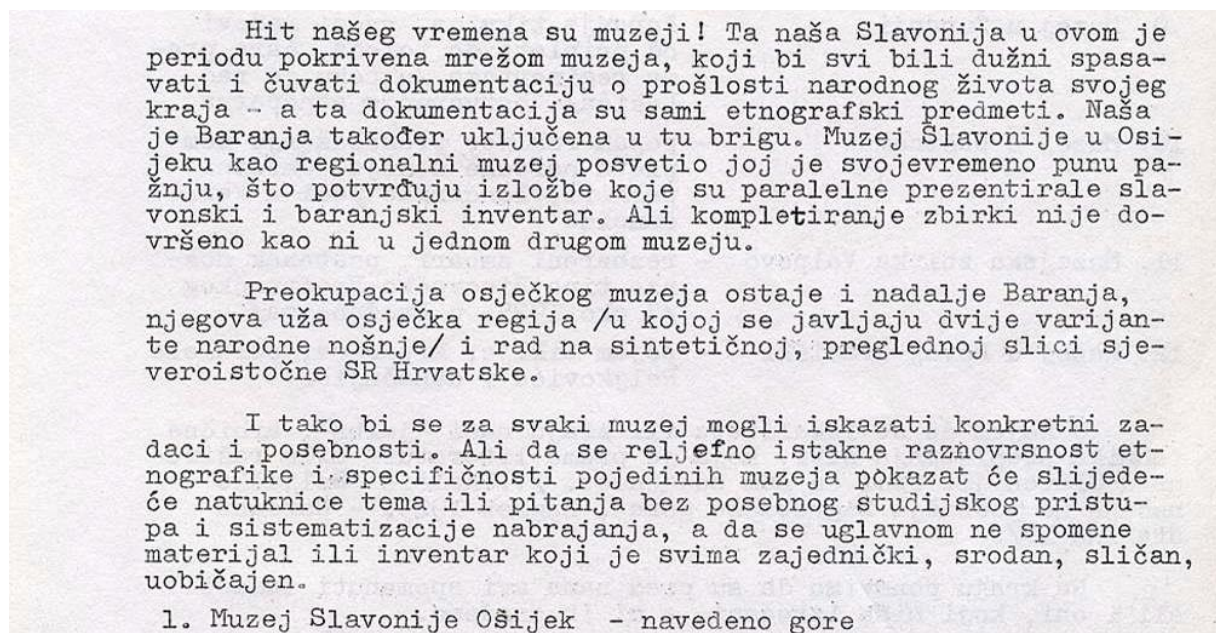 Hit našeg vremena su muzeji! Ta naša Slavonija u ovom je
periodu pokrivena mrežom muzeja, koji bi svi bili dužni spasa-
vati i čuvati dokumentaciju o prošlosti narodnog života svojeg
kraja - a ta dokumentacija su sami etnografski predmeti. Naša
je Baranja također uključena u tu brigu. Muzej Slavonije u Osi-
jeku kao regionalni muzej posvetio joj je svojevremeno punu pa-
žnju, što potvrđuju izložbe koje su paralelne prezentirale sla-
vonski i baranjski inventar. Ali kompletiranje zbirki nije do-
vršeno kao ni u jednom drugom muzeju.
Preokupacija osječkog muzeja ostaje i nadalje Baranja,
njegova uža osječka regija /u kojoj se javljaju dvije varijan-
te narodne nošnje/ i rad na sintetičnoj, preglednoj slici sje-
veroistočne SR Hrvatske.
I tako bi se za svaki muzej mogli iskazati konkretni za-
daci i posebnosti. Ali da se reljefno istakne raznovrsnost et-
nografike i specifičnosti pojedinih muzeja pokazat će slijede-
će natuknice tema ili pitanja bez posebnog studijskog pristu-
pa i sistematizacije nabrajanja, a da se uglavnom ne spomene
materijal ili inventar koji je svima zajednički, srodan, sličan,
uobičajen.
1. Muzej Slavonije Osijek - navedeno gore